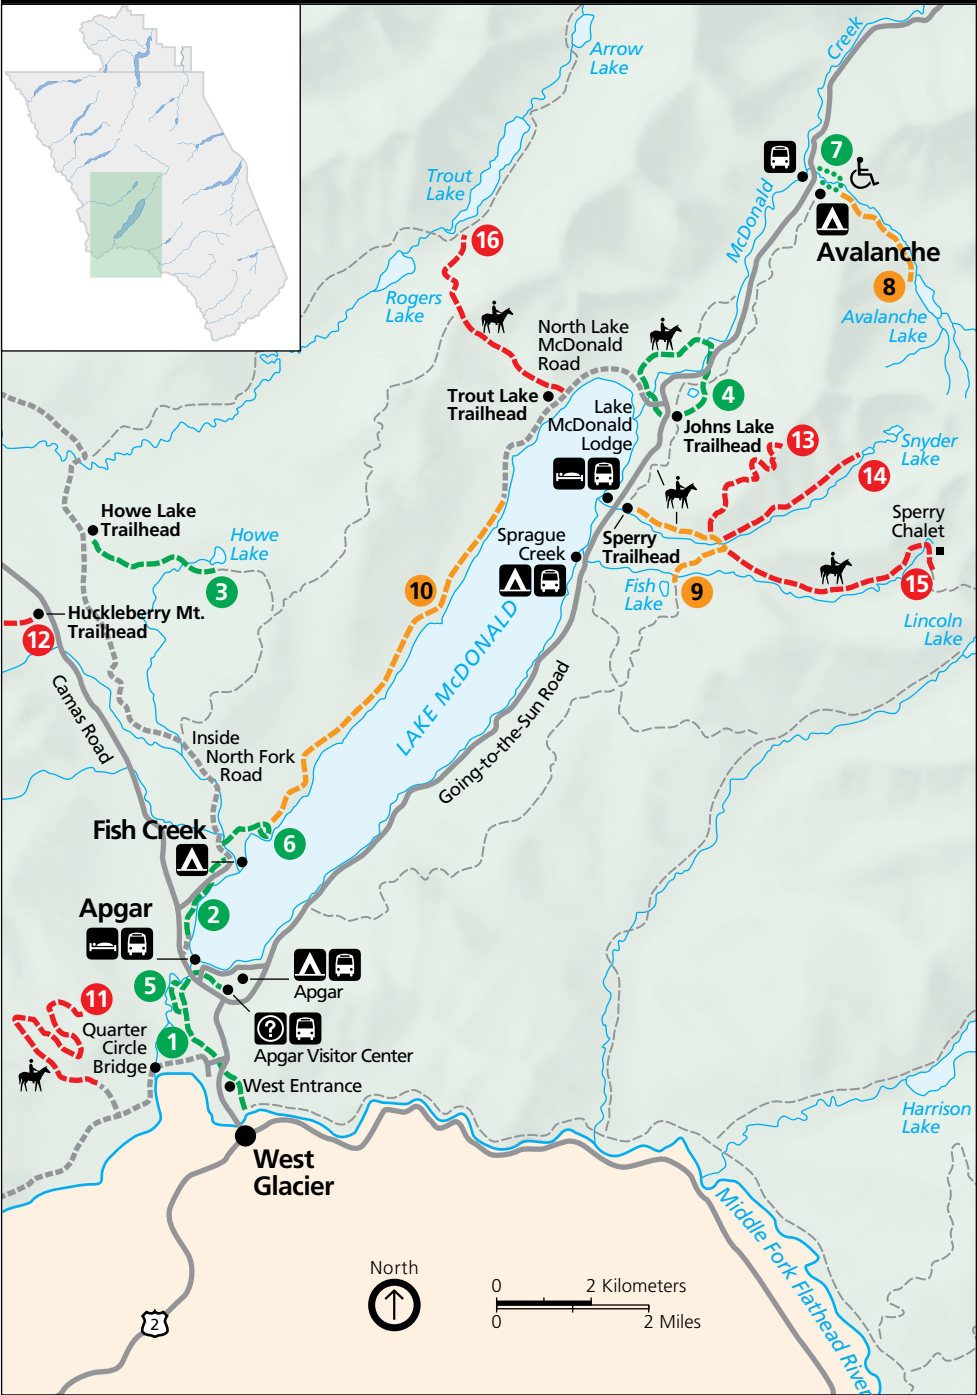 Arrow
Lake
Creek
7
Trout
Lake
McDonald
16
Avalanche
8
Rogers
Lake
Avalanche
Lake
North Lake
McDonald
Road
Trout Lake
Trailhead
4
Lake
McDonald
Lodge
Johns Lake
Trailhead
13
Snyder
Lake
14
Howe Lake
Trailhead
Howe
Lake
Sperry
Chalet
Sprague
Creek
Sperry
Trailhead
3
10
Fish
Lake
9
15
Huckleberry Mt.
Trailhead
12
Lincoln
Lake
LAKE McDONALD
Camas Road
Going-to-the-Sun Road
Inside
North Fork
Road
Fish Creek
6
Apgar
2
5
Apgar
11
?
Quarter
Circle
Bridge
1
Apgar Visitor Center
West Entrance
Harrison
Lake
West
Glacier
Middle Fork Flathead River
North
0 2 Kilometers
0 2 Miles
2